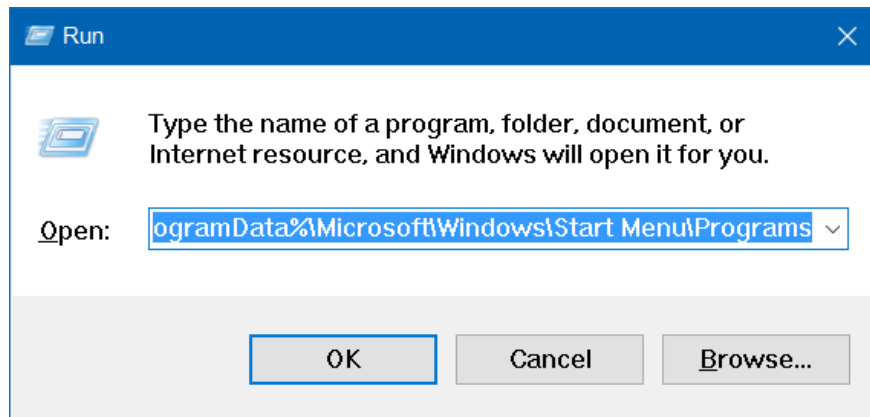 Run
Type the name of a program, folder, document, or
Internet resource, and Windows will open it for you.
Open: ogramData%\Microsoft\Windows\Start Menu\Programs
OK Cancel Browse...